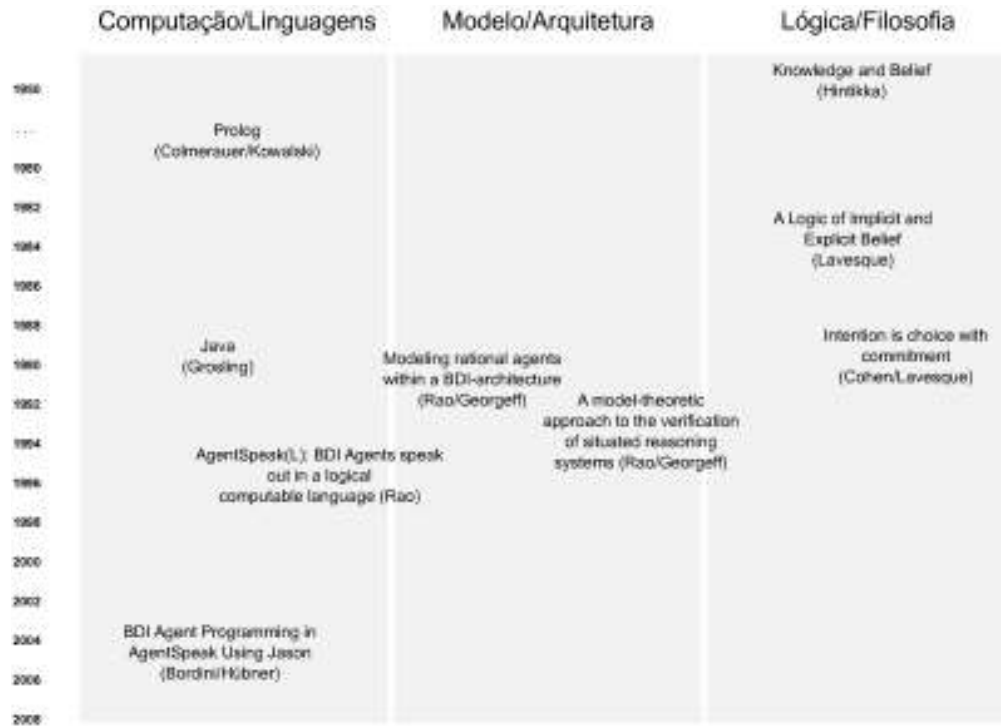 Computação/Linguagens
Modelo/Arquitetura
Lógica/Filosofia
Knowledge and Belief
(Hintikka)
1950
...
Prolog
(Colmerauer/Kowalski)
1980
1982
A Logic of Implicit and
Explicit Belief
(Lavesque)
1984
1986
1988
Java
(Grosling)
Intention is choice with
commitment
(Cohen/Lavesque)
1990
Modeling rational agents
within a BDI-architecture
(Rao/Georgeff)
1992
A model-theoretic
approach to the verification
of situated reasoning
systems (Rao/Georgeff)
1994
AgentSpeak(L): BDI Agents speak
out in a logical
computable language (Rao)
1996
1998
2000
2002
2004
BDI Agent Programming in
AgentSpeak Using Jason
(Bordini/Hübner)
2006
2008